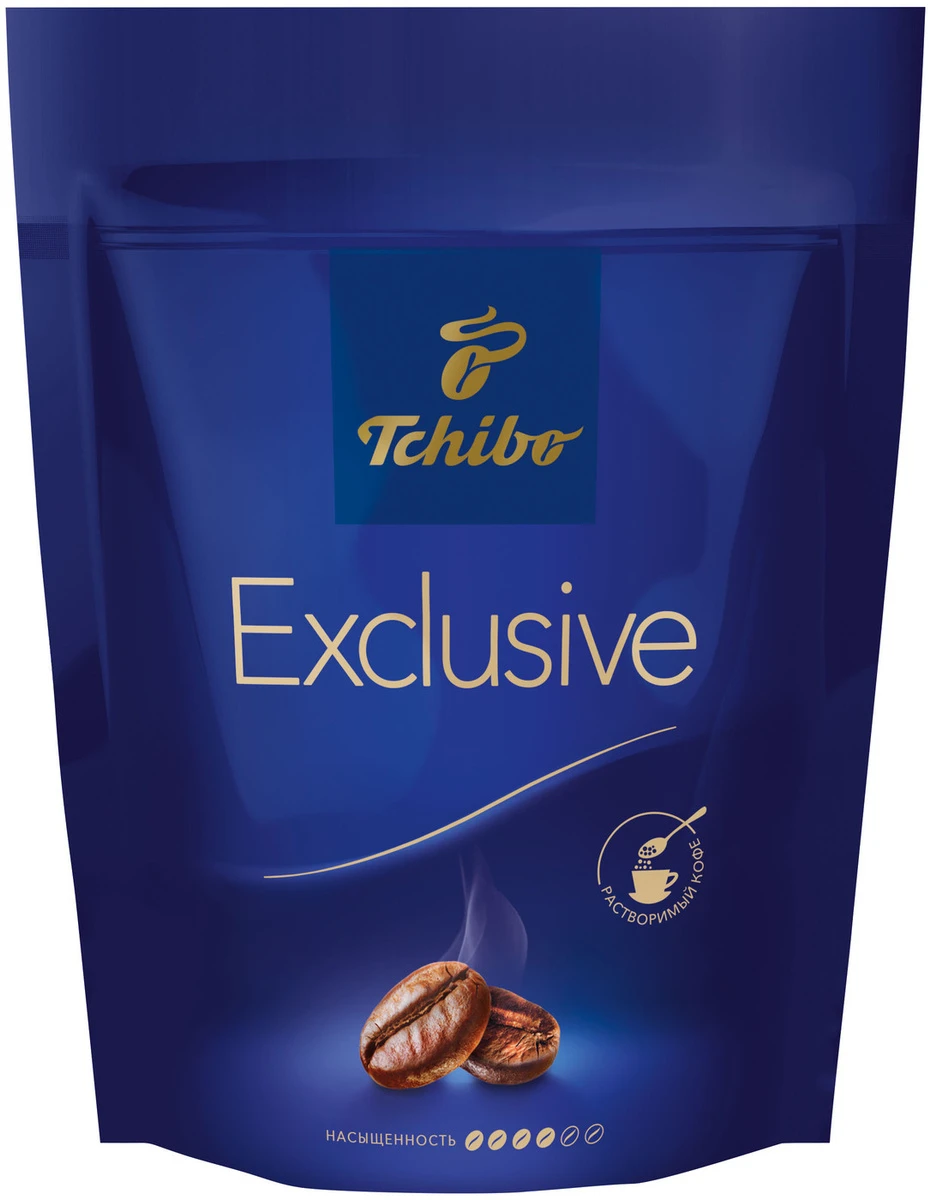 Tchibo
Exclusive
РАСТВОРИМЫЙ КОФЕ
НАСЫЩЕННОСТЬ